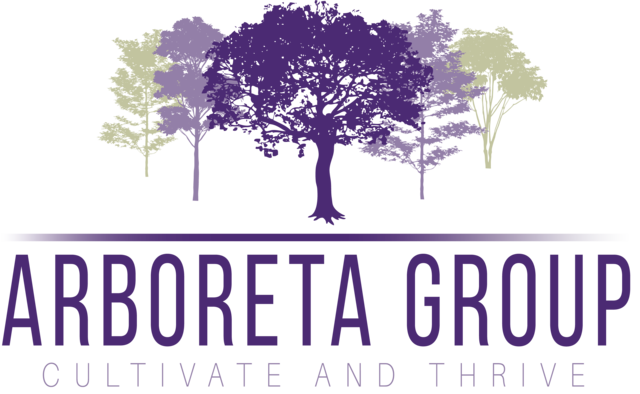 ARBORETA GROUP
CULTIVATE AND THRIVE